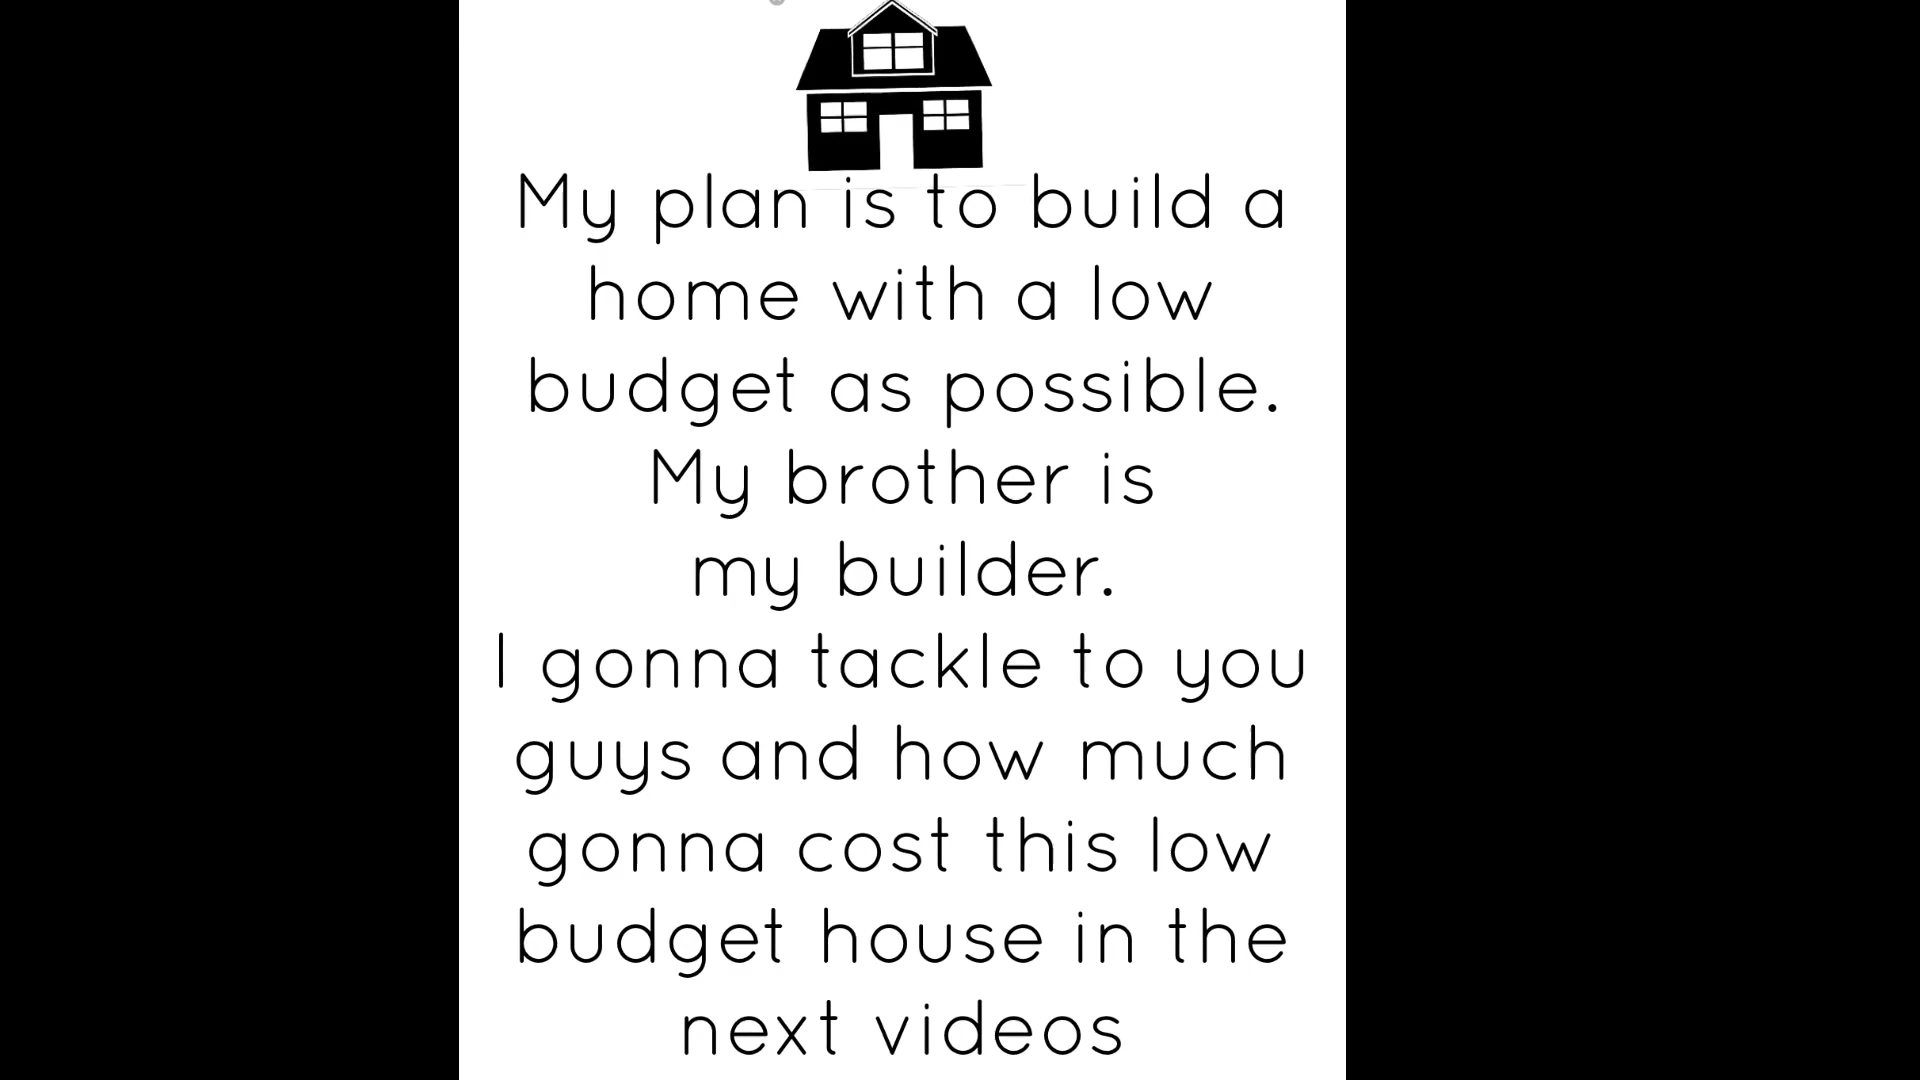 My plan is to build a
home with a low
budget as possible.
My brother is
my builder.
I gonna tackle to you
guys and how much
gonna cost this low
budget house in the
next videos